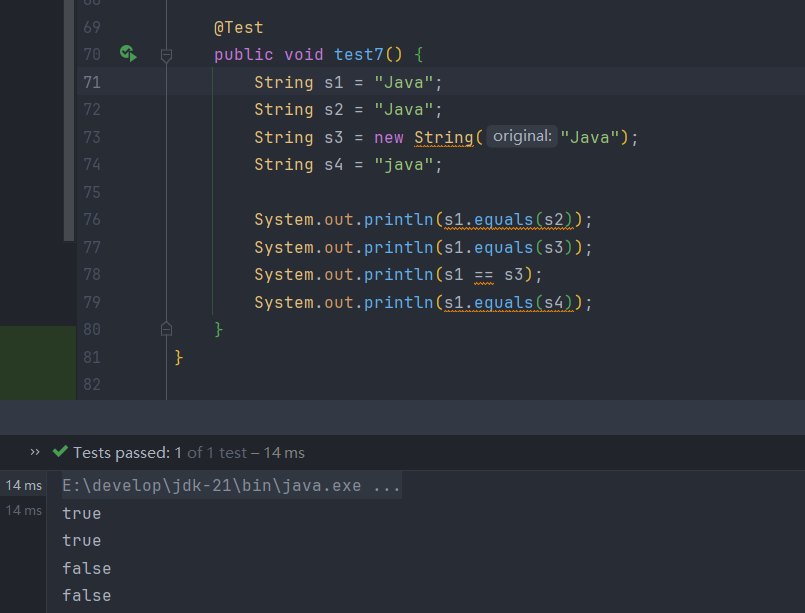 69 @Test
70 public void test7() {
71 String s1 = "Java";
72 String s2 = "Java";
73 String s3 = new String( original: "Java");
74 String s4 = "java";
75
76 System.out.println(s1.equals(s2));
77 System.out.println(s1.equals(s3));
78 System.out.println(s1 == s3);
79 System.out.println(s1.equals(s4));
80 }
81 }
82
›› Tests passed: 1 of 1 test – 14 ms
14 ms E:\develop\jdk-21\bin\java.exe ...
14 ms true
true
false
false